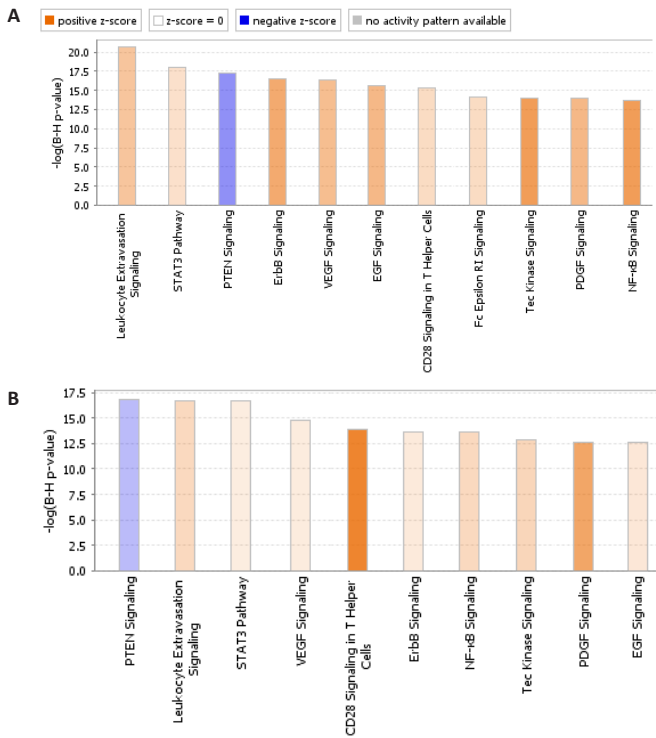 A
positive z-score
z-score = 0
negative z-score
no activity pattern available
-log(B-H p-value)
20.0
17.5
15.0
12.5
10.0
7.5
5.0
2.5
0.0
Leukocyte Extravasation
Signaling
STAT3 Pathway
PTEN Signaling
ErbB Signaling
VEGF Signaling
EGF Signaling
CD28 Signaling in T Helper Cells
Fc Epsilon RI Signaling
Tec Kinase Signaling
PDGF Signaling
NF-κB Signaling
B
-log(B-H p-value)
17.5
15.0
12.5
10.0
7.5
5.0
2.5
0.0
PTEN Signaling
Leukocyte Extravasation
Signaling
STAT3 Pathway
VEGF Signaling
CD28 Signaling in T Helper
Cells
ErbB Signaling
NF-κB Signaling
Tec Kinase Signaling
PDGF Signaling
EGF Signaling